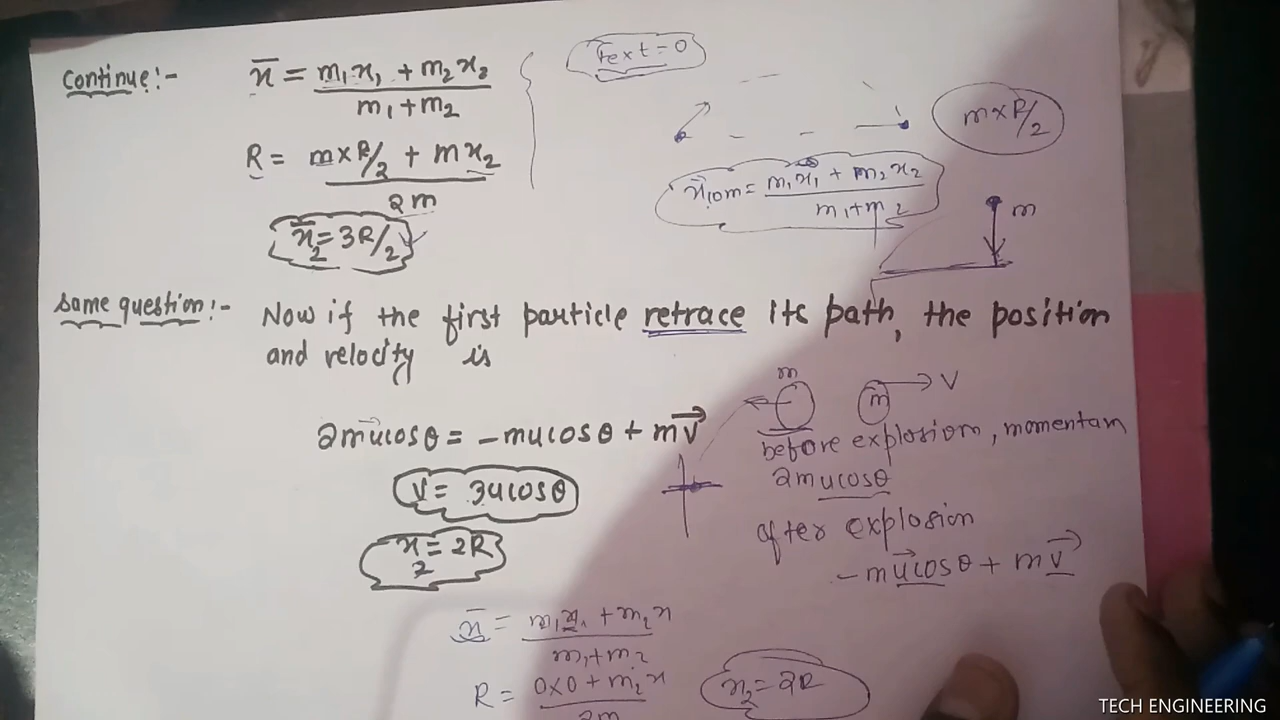 continue:-
x̄ = m₁x₁ + m₂x₂
m₁ + m₂
R = m×R/2 + mx₂
2m
x̄₂ = 3R/2
Fext = 0
m×R/2
x̄com = m₁x₁ + m₂x₂
m₁+m₂
m
same question:- Now if the first particle retrace its path, the position
and velocity is
m
m → V
2mucosθ = -mucosθ + mv⃗
V = 3ucosθ
x₂ = 2R
before explosion, momentam
2mucosθ
after explosion
-mucosθ + mv⃗
x̄ = m₁x₁ + m₂x
m₁+m₂
R = 0×0 + m₂x
2m
x₂ = 2R
TECH ENGINEERING